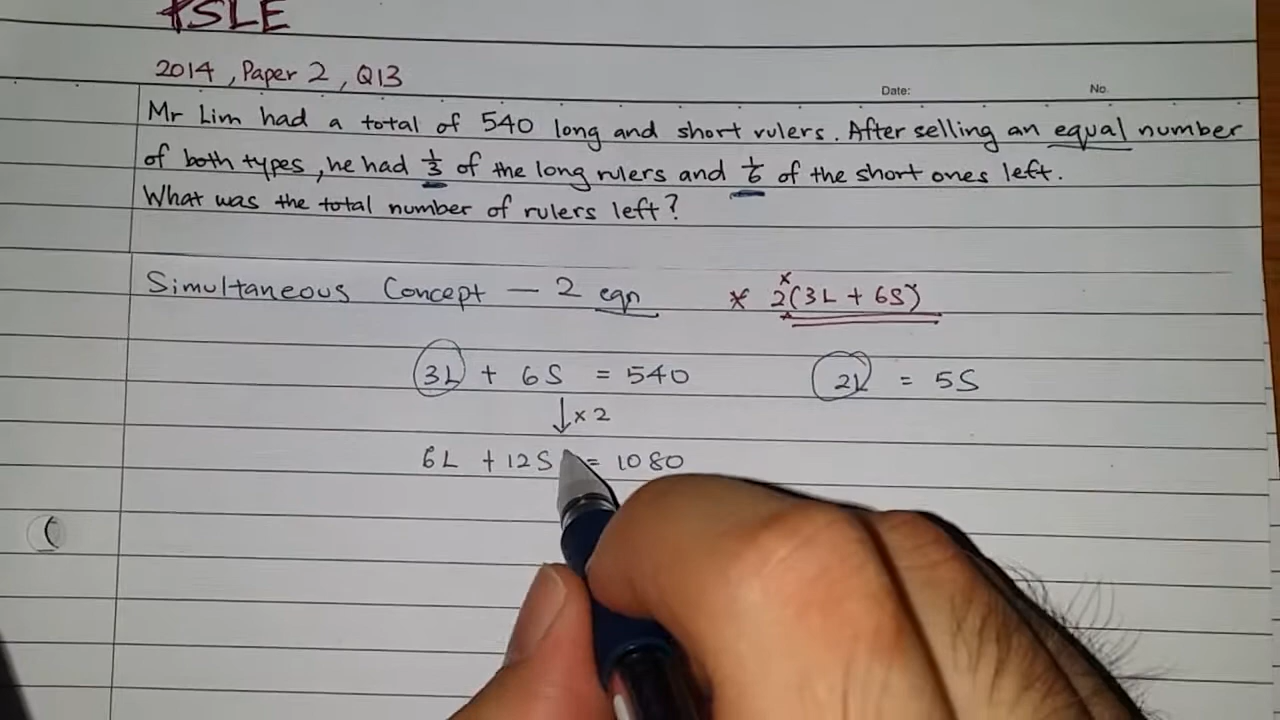 PSLE
2014, Paper 2, Q13
Date: No.
Mr Lim had a total of 540 long and short rulers. After selling an equal number
of both types, he had 1/3 of the long rulers and 1/6 of the short ones left.
What was the total number of rulers left?
Simultaneous Concept — 2 eqn * 2(3L + 6S)
3L + 6S = 540 2L = 5S
↓ x 2
6L + 12S = 1080
(